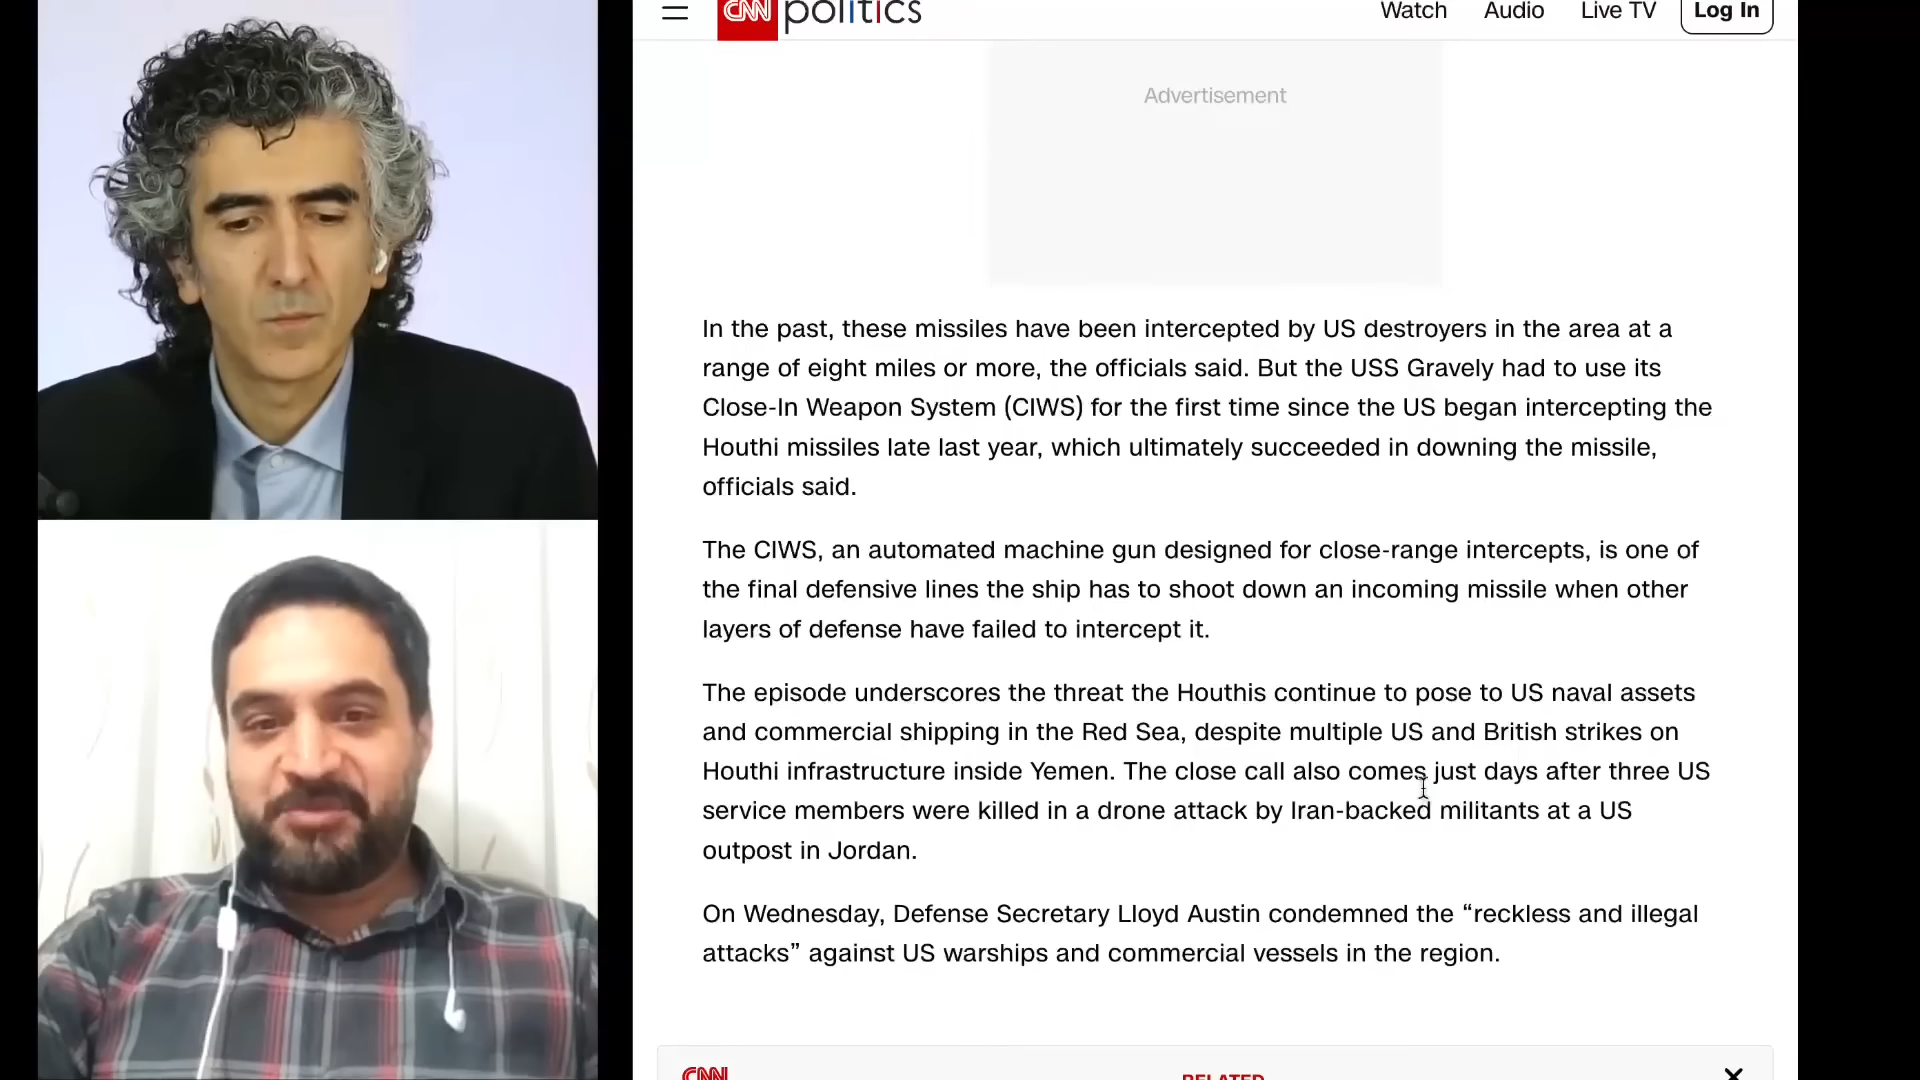 CNN politics Watch Audio Live TV Log In
Advertisement
In the past, these missiles have been intercepted by US destroyers in the area at a
range of eight miles or more, the officials said. But the USS Gravely had to use its
Close-In Weapon System (CIWS) for the first time since the US began intercepting the
Houthi missiles late last year, which ultimately succeeded in downing the missile,
officials said.
The CIWS, an automated machine gun designed for close-range intercepts, is one of
the final defensive lines the ship has to shoot down an incoming missile when other
layers of defense have failed to intercept it.
The episode underscores the threat the Houthis continue to pose to US naval assets
and commercial shipping in the Red Sea, despite multiple US and British strikes on
Houthi infrastructure inside Yemen. The close call also comes just days after three US
service members were killed in a drone attack by Iran-backed militants at a US
outpost in Jordan.
On Wednesday, Defense Secretary Lloyd Austin condemned the “reckless and illegal
attacks” against US warships and commercial vessels in the region.
CNN RELATED